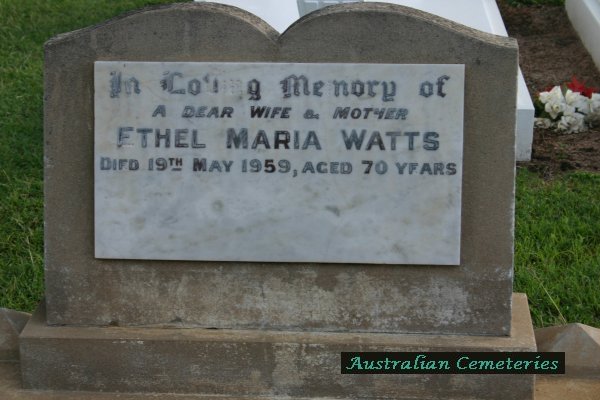 In Loving Memory of
A DEAR WIFE & MOTHER
ETHEL MARIA WATTS
DIED 19TH MAY 1959, AGED 70 YEARS
Australian Cemeteries